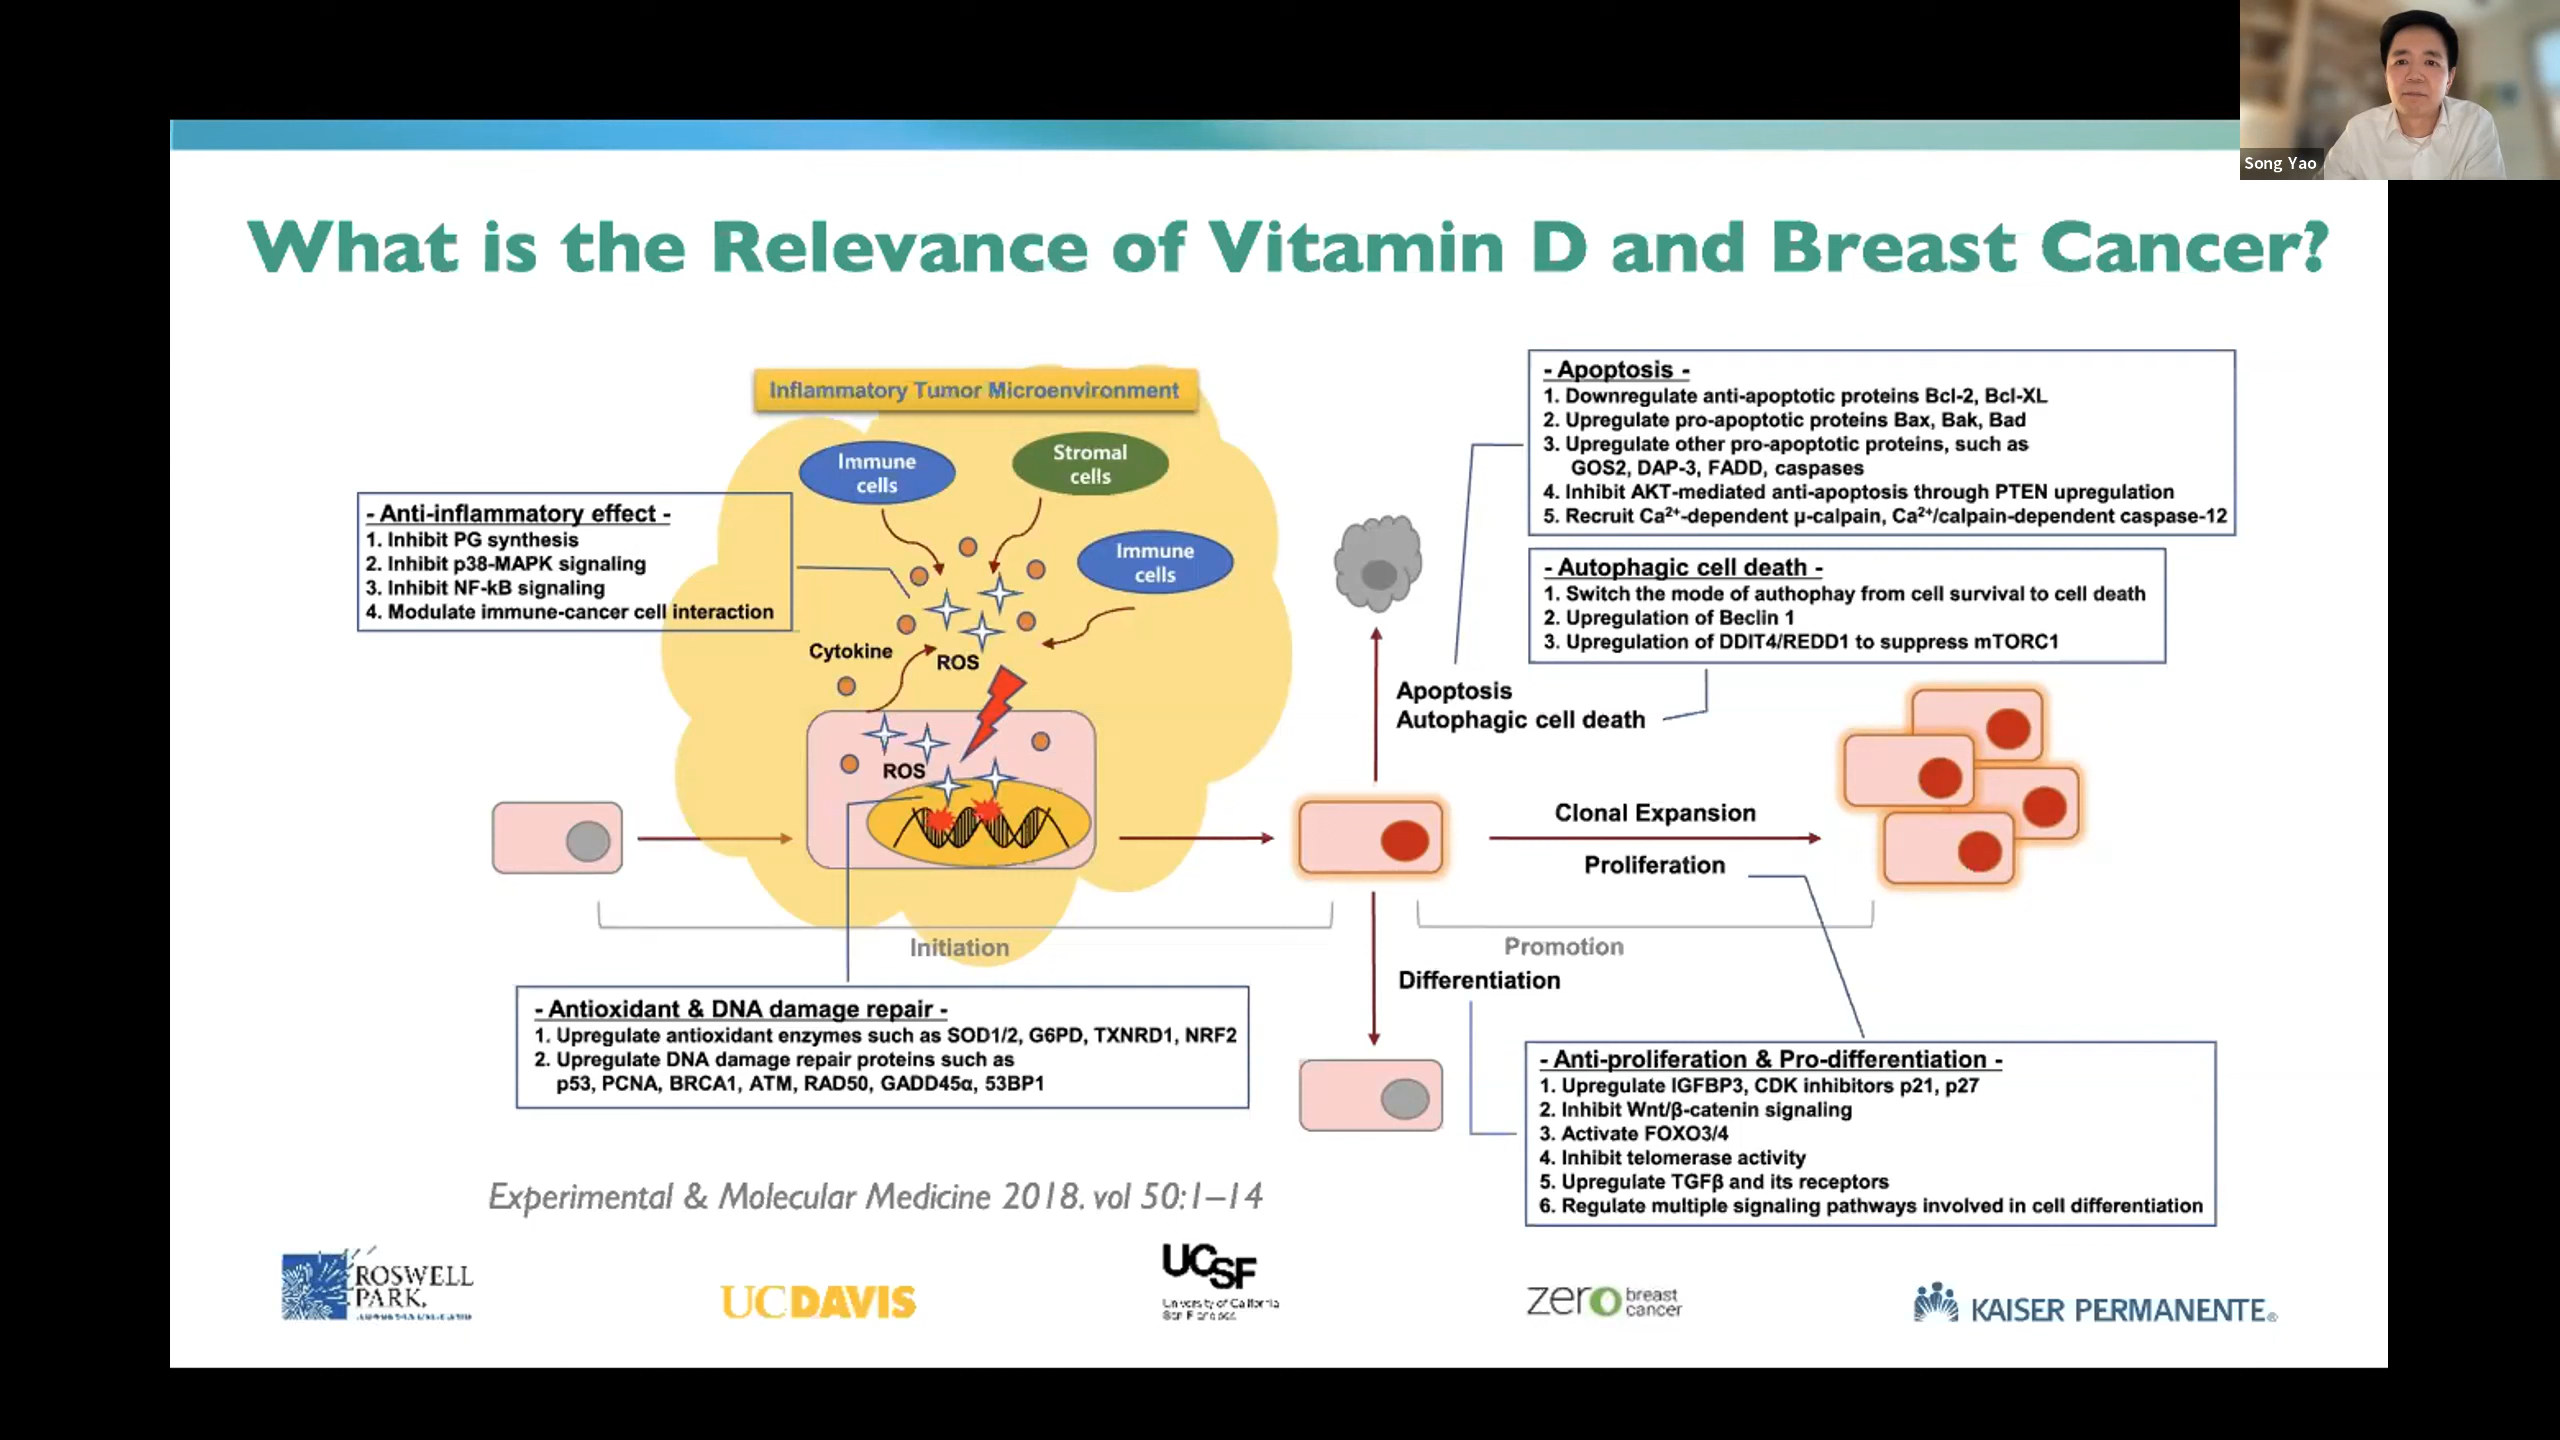 Song Yao
What is the Relevance of Vitamin D and Breast Cancer?
Inflammatory Tumor Microenvironment
Immune
cells
Stromal
cells
Immune
cells
- Anti-inflammatory effect -
1. Inhibit PG synthesis
2. Inhibit p38-MAPK signaling
3. Inhibit NF-kB signaling
4. Modulate immune-cancer cell interaction
Cytokine
ROS
ROS
- Apoptosis -
1. Downregulate anti-apoptotic proteins Bcl-2, Bcl-XL
2. Upregulate pro-apoptotic proteins Bax, Bak, Bad
3. Upregulate other pro-apoptotic proteins, such as
GOS2, DAP-3, FADD, caspases
4. Inhibit AKT-mediated anti-apoptosis through PTEN upregulation
5. Recruit Ca²⁺-dependent μ-calpain, Ca²⁺/calpain-dependent caspase-12
- Autophagic cell death -
1. Switch the mode of authophay from cell survival to cell death
2. Upregulation of Beclin 1
3. Upregulation of DDIT4/REDD1 to suppress mTORC1
Apoptosis
Autophagic cell death
Clonal Expansion
Proliferation
Initiation
Promotion
Differentiation
- Antioxidant & DNA damage repair -
1. Upregulate antioxidant enzymes such as SOD1/2, G6PD, TXNRD1, NRF2
2. Upregulate DNA damage repair proteins such as
p53, PCNA, BRCA1, ATM, RAD50, GADD45α, 53BP1
- Anti-proliferation & Pro-differentiation -
1. Upregulate IGFBP3, CDK inhibitors p21, p27
2. Inhibit Wnt/β-catenin signaling
3. Activate FOXO3/4
4. Inhibit telomerase activity
5. Upregulate TGFβ and its receptors
6. Regulate multiple signaling pathways involved in cell differentiation
Experimental & Molecular Medicine 2018. vol 50:1–14
ROSWELL
PARK.
UCDAVIS
UCSF
University of California
San Francisco
zero breast
cancer
KAISER PERMANENTE®